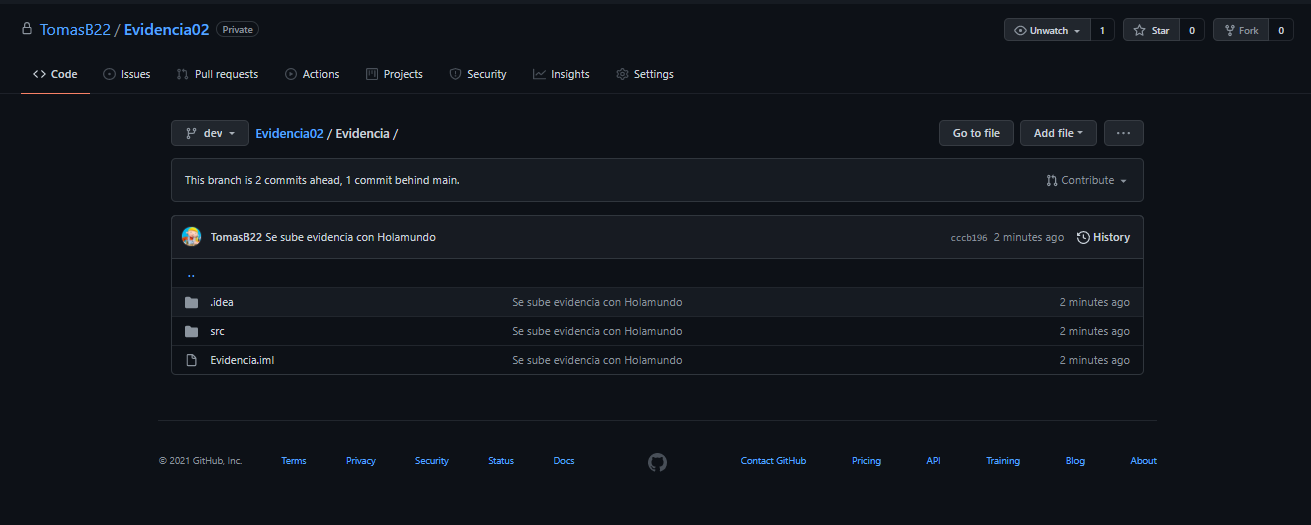 TomasB22 / Evidencia02 Private
Unwatch 1 Star 0 Fork 0
Code Issues Pull requests Actions Projects Security Insights Settings
dev Evidencia02 / Evidencia / Go to file Add file ...
This branch is 2 commits ahead, 1 commit behind main. Contribute
TomasB22 Se sube evidencia con Holamundo cccb196 2 minutes ago History
..
.idea Se sube evidencia con Holamundo 2 minutes ago
src Se sube evidencia con Holamundo 2 minutes ago
Evidencia.iml Se sube evidencia con Holamundo 2 minutes ago
© 2021 GitHub, Inc. Terms Privacy Security Status Docs Contact GitHub Pricing API Training Blog About